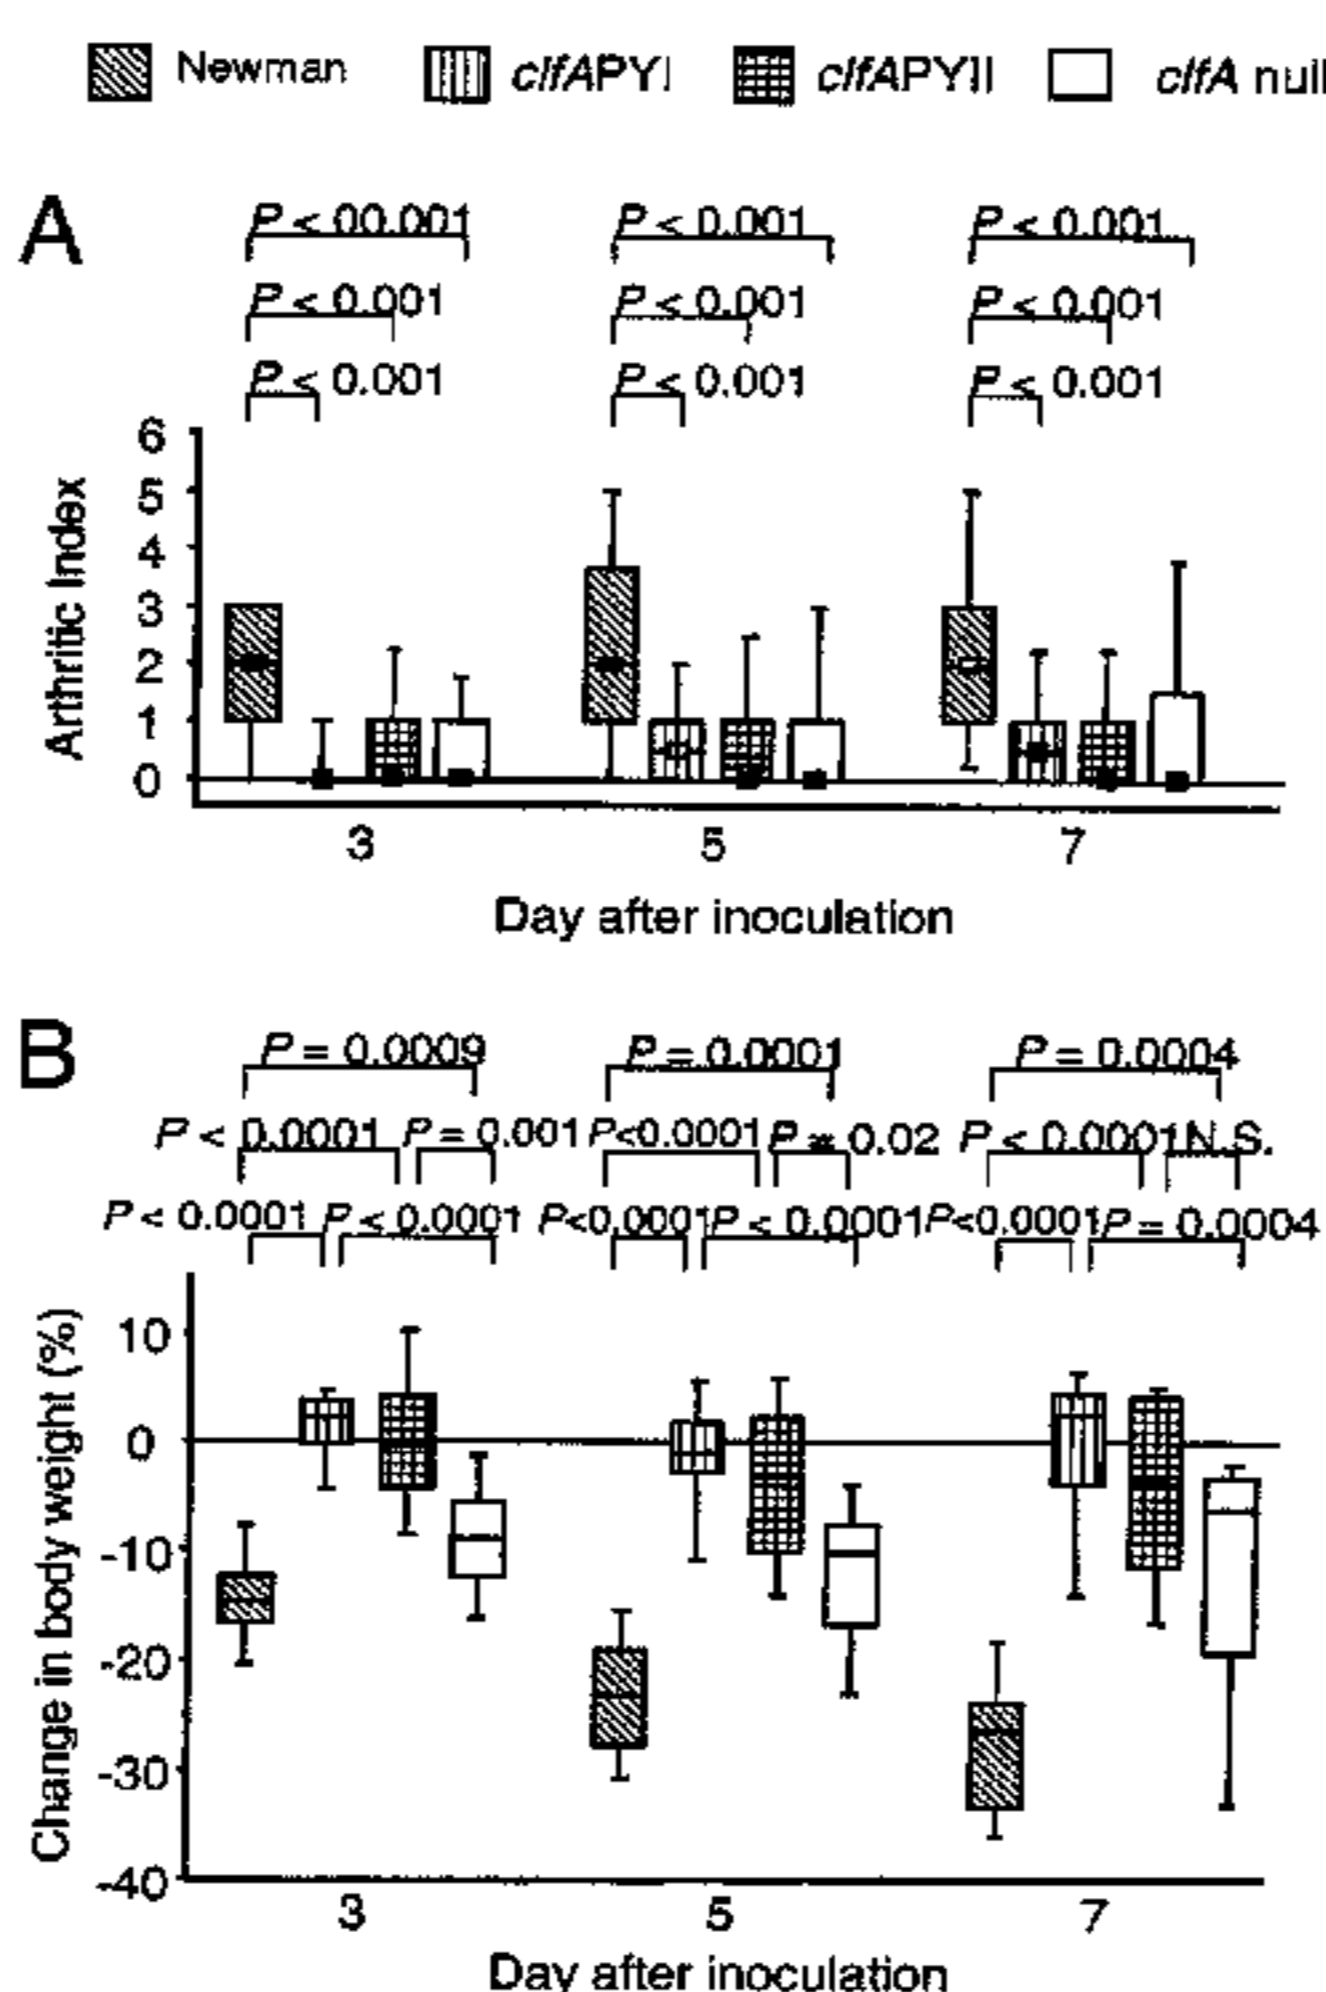 Newman clfAPYI clfAPYII clfA null
A
P < 00.001 P < 0.001 P < 0.001
P < 0.001 P < 0.001 P < 0.001
P < 0.001 P < 0.001 P < 0.001
6
5
4
3
2
1
0
Arthritic Index
3 5 7
Day after inoculation
B
P = 0.0009 P = 0.0001 P = 0.0004
P < 0.0001 P = 0.001 P<0.0001 P = 0.02 P < 0.0001 N.S.
P < 0.0001 P < 0.0001 P<0.0001 P < 0.0001 P<0.0001 P = 0.0004
10
0
-10
-20
-30
-40
Change in body weight (%)
3 5 7
Day after inoculation